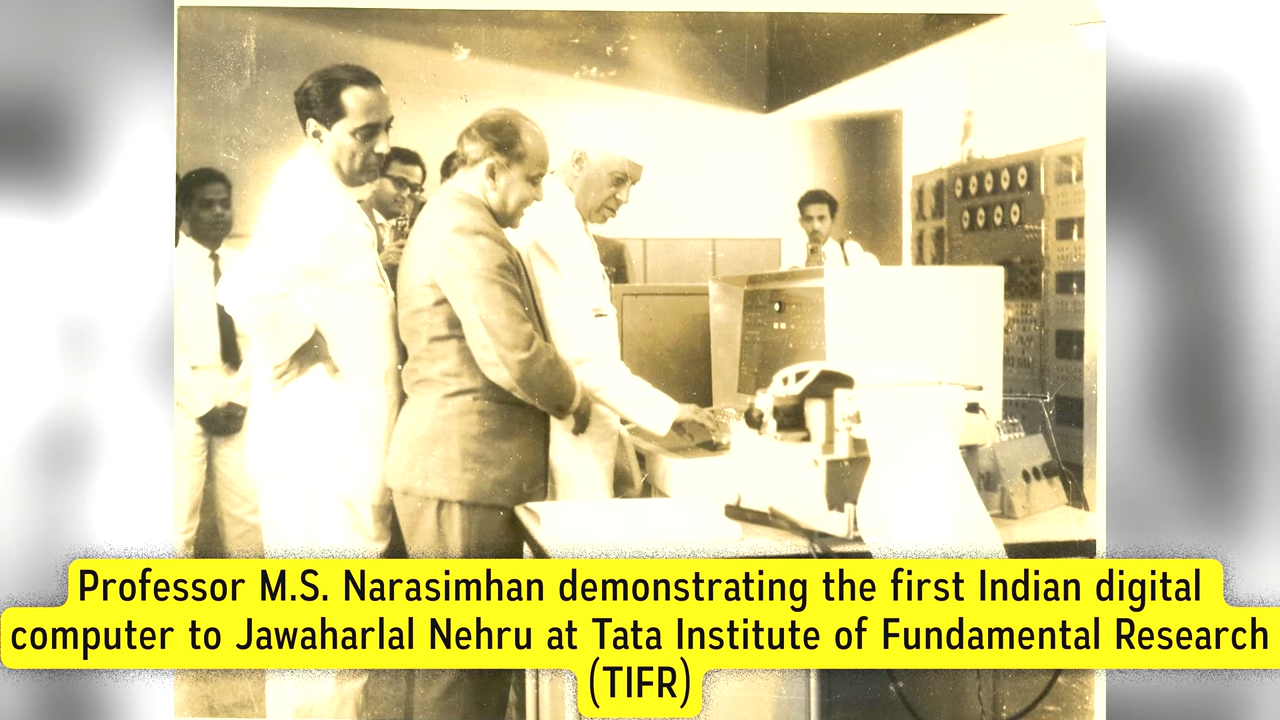 Professor M.S. Narasimhan demonstrating the first Indian digital
computer to Jawaharlal Nehru at Tata Institute of Fundamental Research
(TIFR)